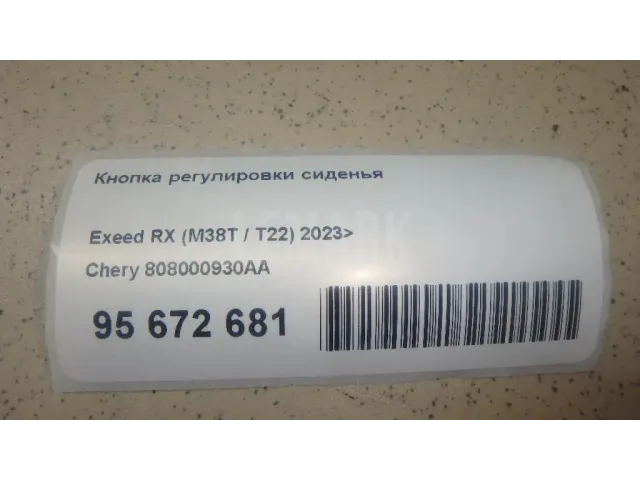 Кнопка регулировки сиденья
Exeed RX (M38T / T22) 2023>
Chery 808000930AA
95 672 681